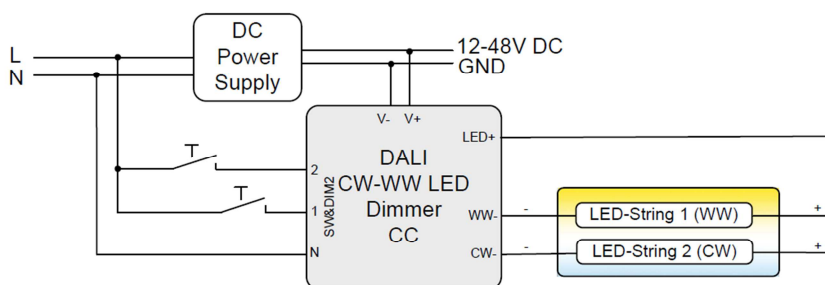 DC
Power
Supply
L
N
12-48V DC
GND
V- V+
LED+
DALI
CW-WW LED
Dimmer
CC
SW&DIM2
2
1
N
WW-
CW-
-
LED-String 1 (WW)
+
-
LED-String 2 (CW)
+